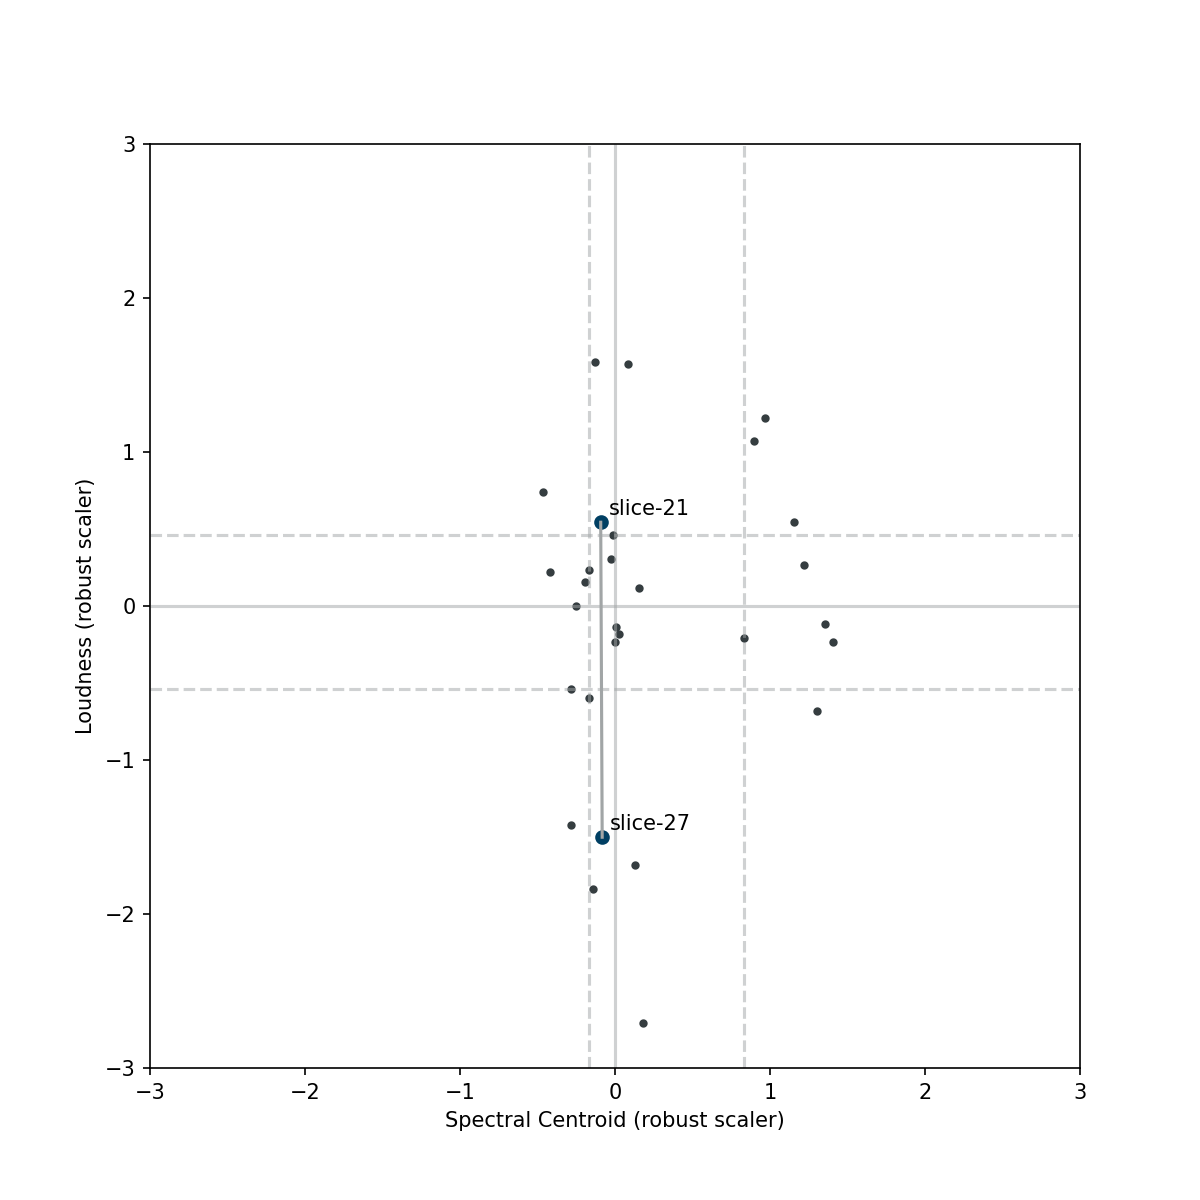 3
2
1
0
−1
−2
−3
Loudness (robust scaler)
slice-21
slice-27
−3 −2 −1 0 1 2 3
Spectral Centroid (robust scaler)